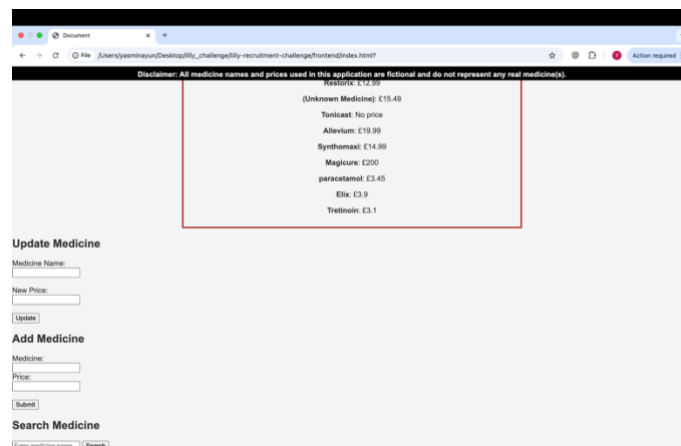 Document
File /Users/yasminayun/Desktop/lilly_challenge/lilly-recruitment-challenge/frontend/index.html?
Action required
Disclaimer: All medicine names and prices used in this application are fictional and do not represent any real medicine(s).
Restorix: £12.99
(Unknown Medicine): £15.49
Tonicast: No price
Allevium: £19.99
Synthomaxi: £14.99
Magicure: £200
paracetamol: £3.45
Elix: £3.9
Tretinoin: £3.1
Update Medicine
Medicine Name:
New Price:
Update
Add Medicine
Medicine:
Price:
Submit
Search Medicine
Enter medicine name Search